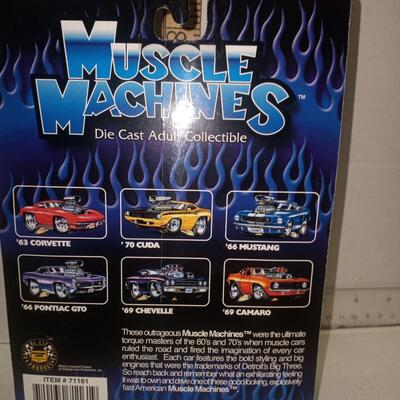 MUSCLE
MACHINES™
Die Cast Adult Collectible
'63 CORVETTE
'70 CUDA
'66 MUSTANG
'66 PONTIAC GTO
'69 CHEVELLE
'69 CAMARO
These outrageous Muscle Machines™ were the ultimate
torque masters of the 60's and 70's when muscle cars
ruled the road and fired the imagination of every car
enthusiast. Each car features the bold styling and big
engines that were the trademarks of Detroit's Big Three.
So reach back and remember what an exhilarating feeling
it was to own and drive one of these good looking, explosively
fast American Muscle Machines™.
ITEM # 71161